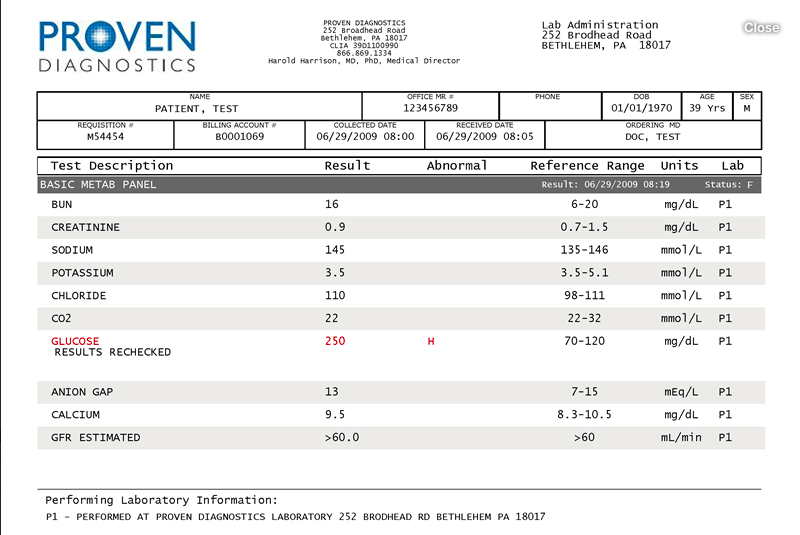 PROVEN
DIAGNOSTICS
PROVEN DIAGNOSTICS
252 Broadhead Road
Bethlehem, PA 18017
CLIA 39D1100990
866.869.1334
Harold Harrison, MD, PhD, Medical Director
Lab Administration
252 Brodhead Road
BETHLEHEM, PA 18017
Close
NAME OFFICE MR # PHONE DOB AGE SEX
PATIENT, TEST 123456789 01/01/1970 39 Yrs M
REQUISITION # BILLING ACCOUNT # COLLECTED DATE RECEIVED DATE ORDERING MD
M54454 B0001069 06/29/2009 08:00 06/29/2009 08:05 DOC, TEST
Test Description Result Abnormal Reference Range Units Lab
BASIC METAB PANEL Result: 06/29/2009 08:19 Status: F
BUN 16 6-20 mg/dL P1
CREATININE 0.9 0.7-1.5 mg/dL P1
SODIUM 145 135-146 mmol/L P1
POTASSIUM 3.5 3.5-5.1 mmol/L P1
CHLORIDE 110 98-111 mmol/L P1
CO2 22 22-32 mmol/L P1
GLUCOSE 250 H 70-120 mg/dL P1
RESULTS RECHECKED
ANION GAP 13 7-15 mEq/L P1
CALCIUM 9.5 8.3-10.5 mg/dL P1
GFR ESTIMATED >60.0 >60 mL/min P1
Performing Laboratory Information:
P1 - PERFORMED AT PROVEN DIAGNOSTICS LABORATORY 252 BRODHEAD RD BETHLEHEM PA 18017